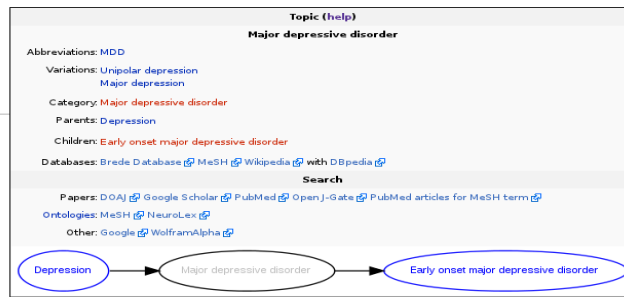 Topic (help)
Major depressive disorder
Abbreviations: MDD
Variations: Unipolar depression
Major depression
Category: Major depressive disorder
Parents: Depression
Children: Early onset major depressive disorder
Databases: Brede Database MeSH Wikipedia with DBpedia
Search
Papers: DOAJ Google Scholar PubMed Open J-Gate PubMed articles for MeSH term
Ontologies: MeSH NeuroLex
Other: Google WolframAlpha
Depression Major depressive disorder Early onset major depressive disorder